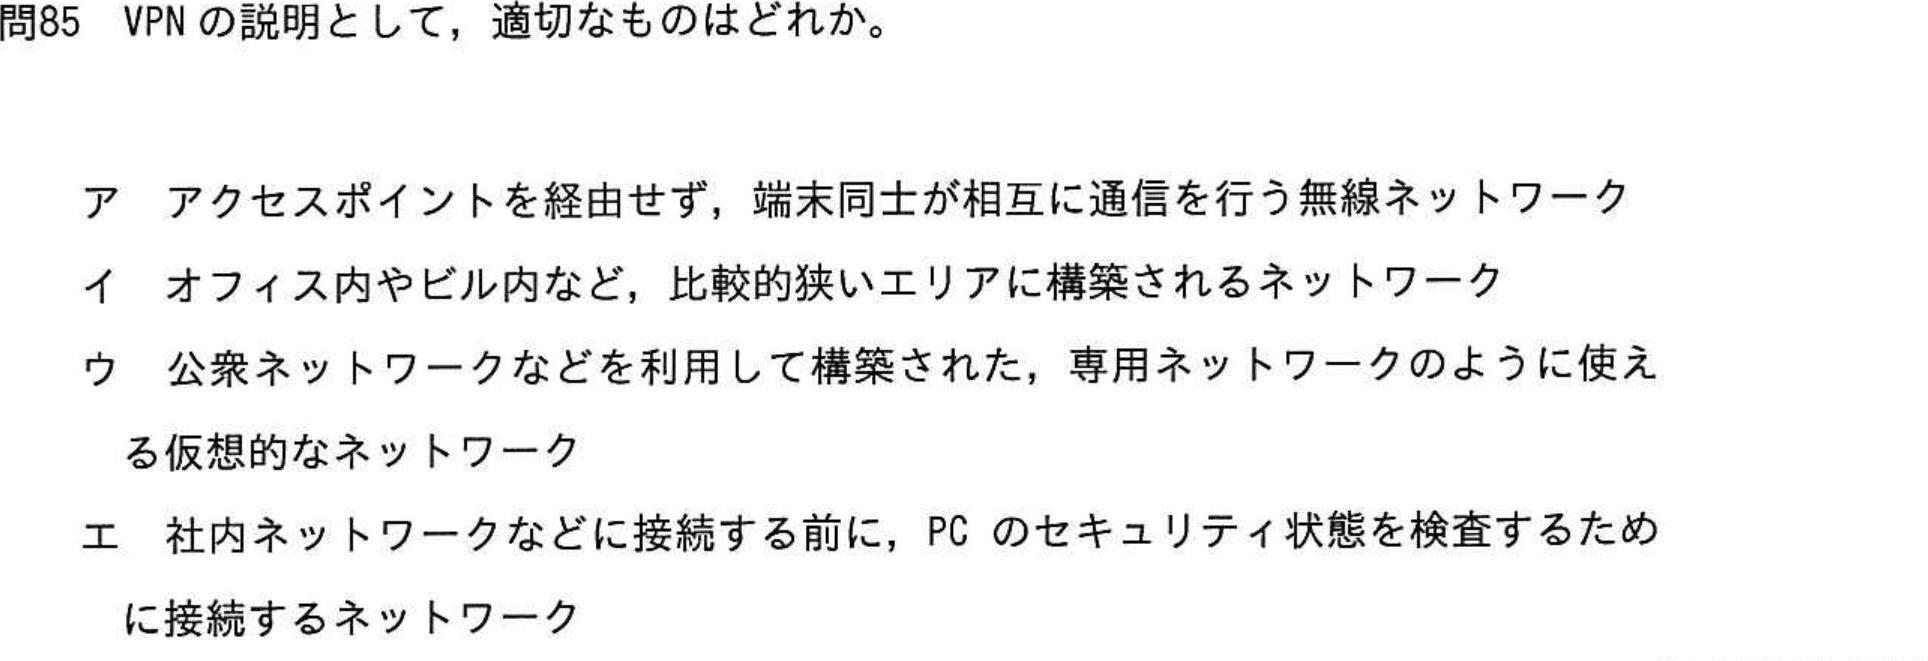 問85　VPN の説明として，適切なものはどれか。
ア　アクセスポイントを経由せず，端末同士が相互に通信を行う無線ネットワーク
イ　オフィス内やビル内など，比較的狭いエリアに構築されるネットワーク
ウ　公衆ネットワークなどを利用して構築された，専用ネットワークのように使え
る仮想的なネットワーク
エ　社内ネットワークなどに接続する前に，PC のセキュリティ状態を検査するため
に接続するネットワーク